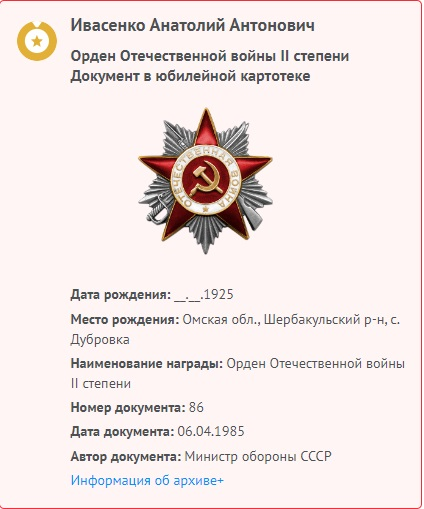 Ивасенко Анатолий Антонович
Орден Отечественной войны II степени
Документ в юбилейной картотеке
ОТЕЧЕСТВЕННАЯ ВОЙНА
Дата рождения: __.__.1925
Место рождения: Омская обл., Шербакульский р-н, с.
Дубровка
Наименование награды: Орден Отечественной войны
II степени
Номер документа: 86
Дата документа: 06.04.1985
Автор документа: Министр обороны СССР
Информация об архиве+